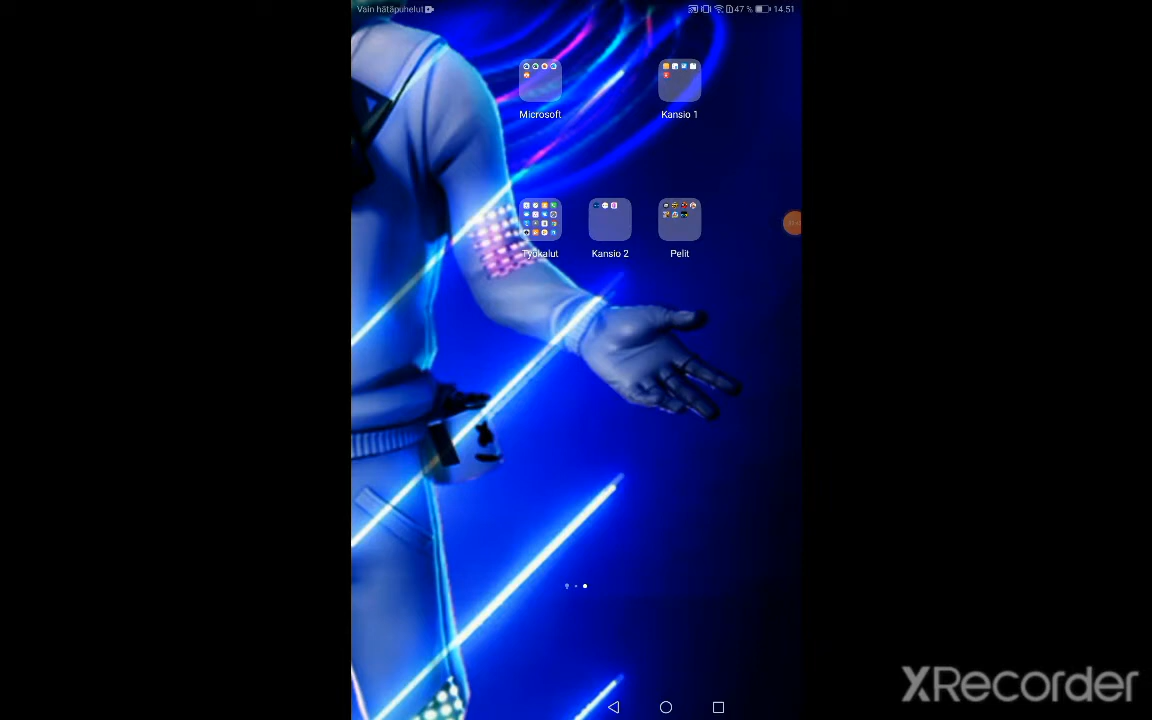 Vain hätäpuhelut
47 % 14.51
Microsoft
Kansio 1
Työkalut
Kansio 2
Pelit
XRecorder